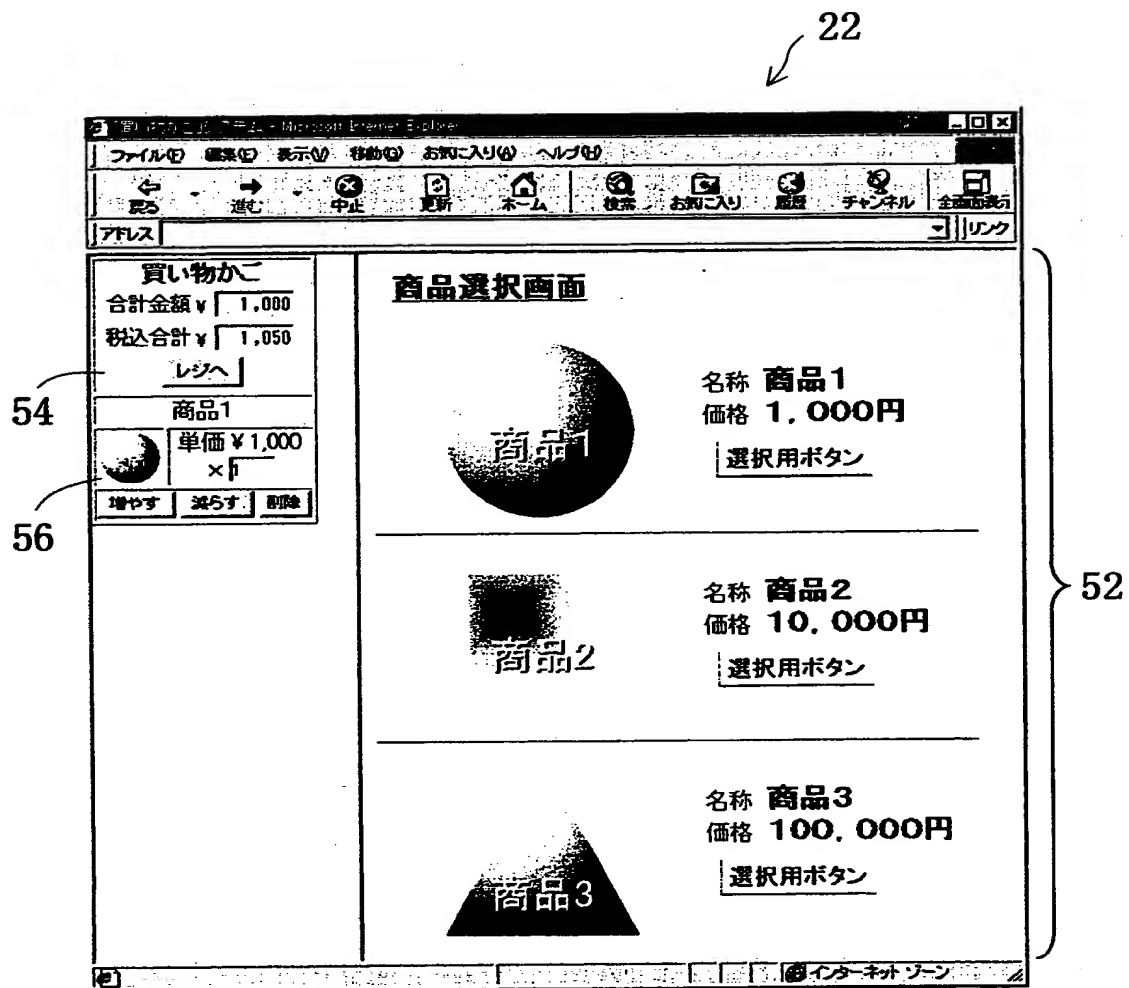 22
Microsoft Internet Explorer
ファイル(F) 編集(E) 表示(V) 移動(G) お気に入り(A) ヘルプ(H)
戻る 進む 中止 更新 ホーム 検索 お気に入り 履歴 チャンネル 全画面表示
アドレス リンク
買い物かご
合計金額 ¥ 1,000
税込合計 ¥ 1,050
レジへ
54
商品1
単価 ¥1,000
×1
56
増やす 減らす 削除
商品選択画面
商品1
名称 商品1
価格 1,000円
選択用ボタン
商品2
名称 商品2
価格 10,000円
選択用ボタン
52
商品3
名称 商品3
価格 100,000円
選択用ボタン
インターネット ゾーン